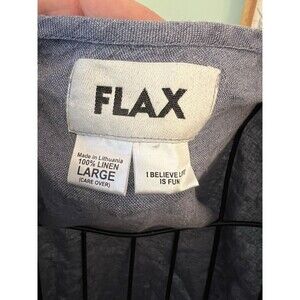 FLAX
Made in Lithuania
100% LINEN
LARGE
(CARE OVER)
I BELIEVE
IS FUN